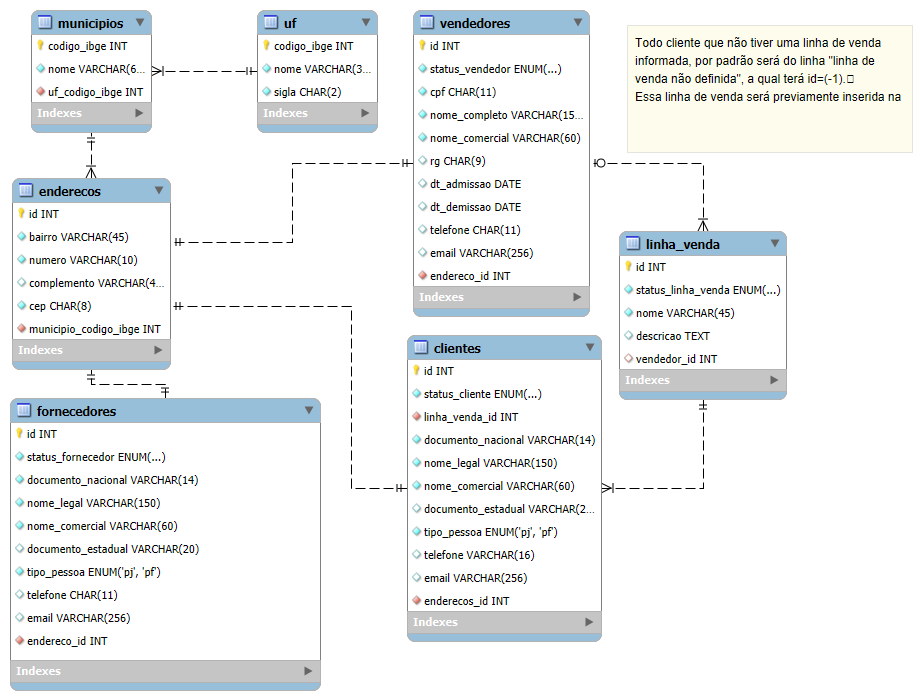 municipios
codigo_ibge INT
nome VARCHAR(6...
uf_codigo_ibge INT
Indexes
uf
codigo_ibge INT
nome VARCHAR(3...
sigla CHAR(2)
Indexes
vendedores
id INT
status_vendedor ENUM(...)
cpf CHAR(11)
nome_completo VARCHAR(15...
nome_comercial VARCHAR(60)
rg CHAR(9)
dt_admissao DATE
dt_demissao DATE
telefone CHAR(11)
email VARCHAR(256)
endereco_id INT
Indexes
Todo cliente que não tiver uma linha de venda
informada, por padrão será do linha "linha de
venda não definida", a qual terá id=(-1).
Essa linha de venda será previamente inserida na
enderecos
id INT
bairro VARCHAR(45)
numero VARCHAR(10)
complemento VARCHAR(4...
cep CHAR(8)
municipio_codigo_ibge INT
Indexes
linha_venda
id INT
status_linha_venda ENUM(...)
nome VARCHAR(45)
descricao TEXT
vendedor_id INT
Indexes
clientes
id INT
status_cliente ENUM(...)
linha_venda_id INT
documento_nacional VARCHAR(14)
nome_legal VARCHAR(150)
nome_comercial VARCHAR(60)
documento_estadual VARCHAR(2...
tipo_pessoa ENUM('pj', 'pf')
telefone VARCHAR(16)
email VARCHAR(256)
enderecos_id INT
Indexes
fornecedores
id INT
status_fornecedor ENUM(...)
documento_nacional VARCHAR(14)
nome_legal VARCHAR(150)
nome_comercial VARCHAR(60)
documento_estadual VARCHAR(20)
tipo_pessoa ENUM('pj', 'pf')
telefone CHAR(11)
email VARCHAR(256)
endereco_id INT
Indexes